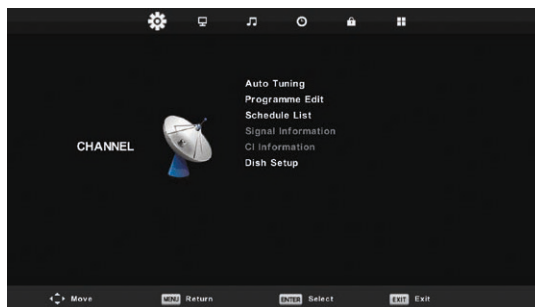 Auto Tuning
Programme Edit
Schedule List
Signal Information
CI Information
Dish Setup
CHANNEL
Move MENU Return ENTER Select EXIT Exit